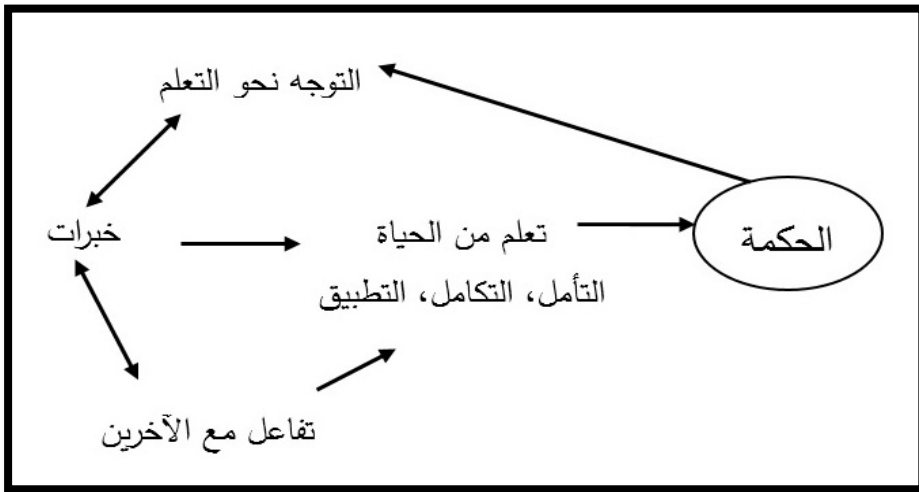 التوجه نحو التعلم
خبرات
تعلم من الحياة
الحكمة
التأمل، التكامل، التطبيق
تفاعل مع الآخرين